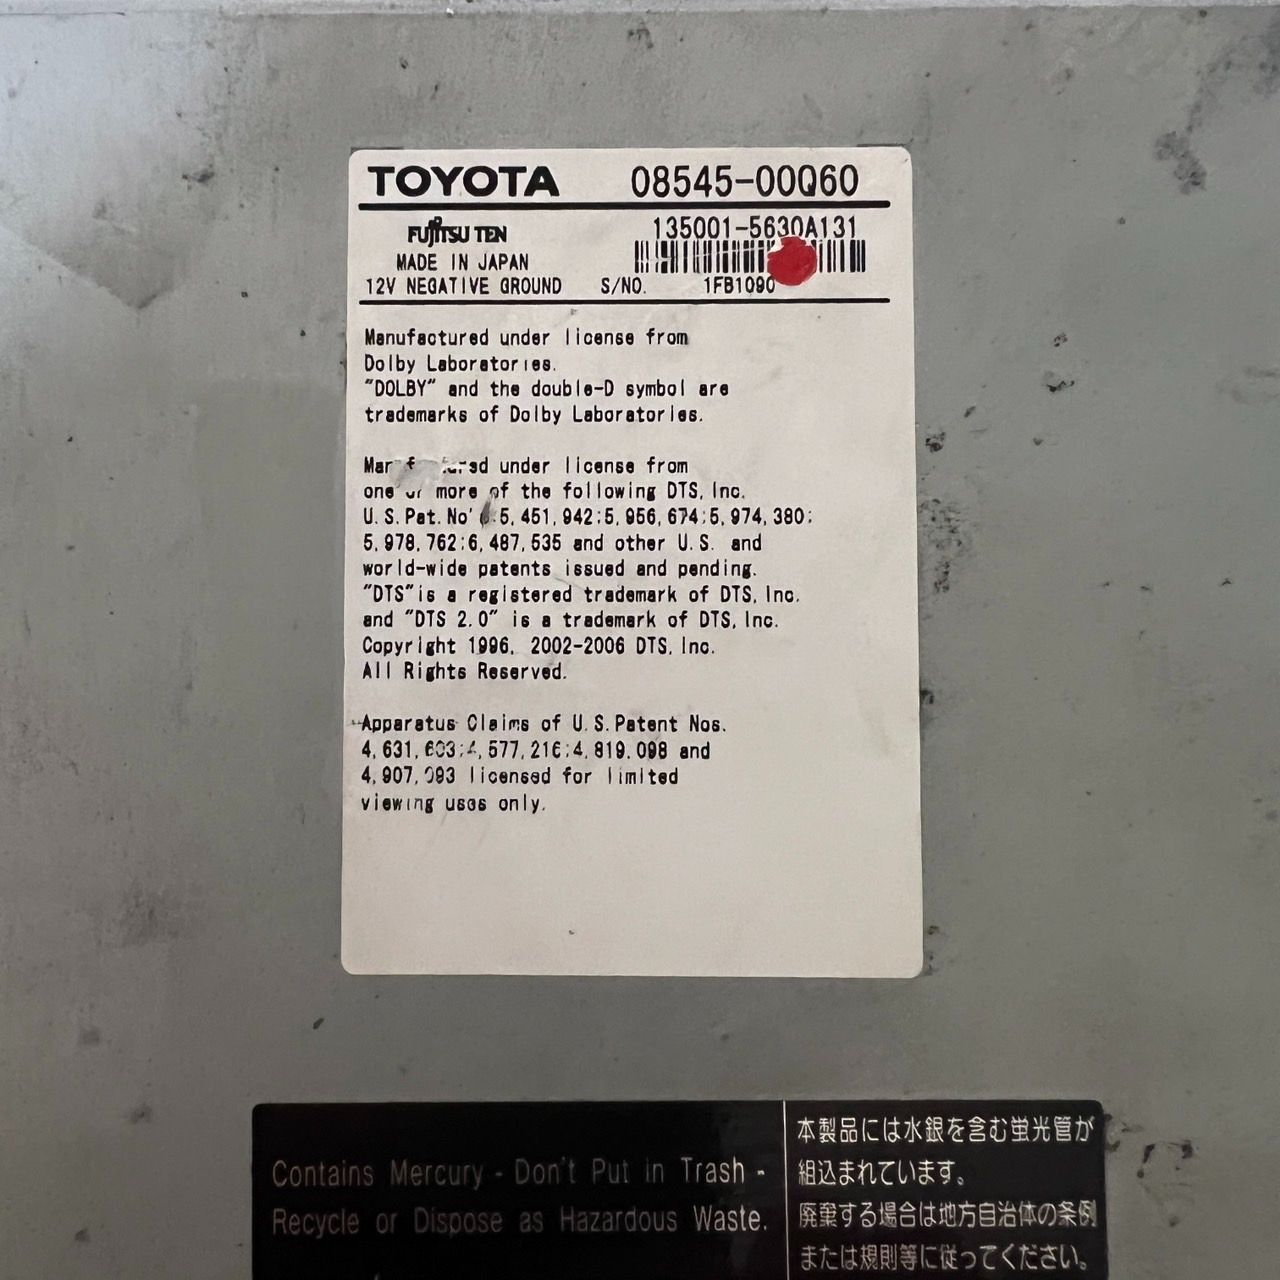 TOYOTA 08545-00Q60
FUJITSU TEN 135001-5630A131
MADE IN JAPAN
12V NEGATIVE GROUND S/NO. 1FB1090
Manufactured under license from
Dolby Laboratories.
"DOLBY" and the double-D symbol are
trademarks of Dolby Laboratories.
under license from
one or more of the following DTS, Inc.
U.S.Pat.No's:5,451,942;5,956,674;5,974,380;
5,978,762;6,487,535 and other U.S. and
world-wide patents issued and pending.
"DTS"is a registered trademark of DTS, Inc.
and "DTS 2.0" is a trademark of DTS, Inc.
Copyright 1996, 2002-2006 DTS, Inc.
All Rights Reserved.
Apparatus Claims of U.S.Patent Nos.
4,631,603;4,577,216;4,819,098 and
4,907,093 licensed for limited
viewing uses only.
Contains Mercury - Don't Put in Trash -
Recycle or Dispose as Hazardous Waste.
本製品には水銀を含む蛍光管が
組込まれています。
廃棄する場合は地方自治体の条例
または規則等に従ってください。